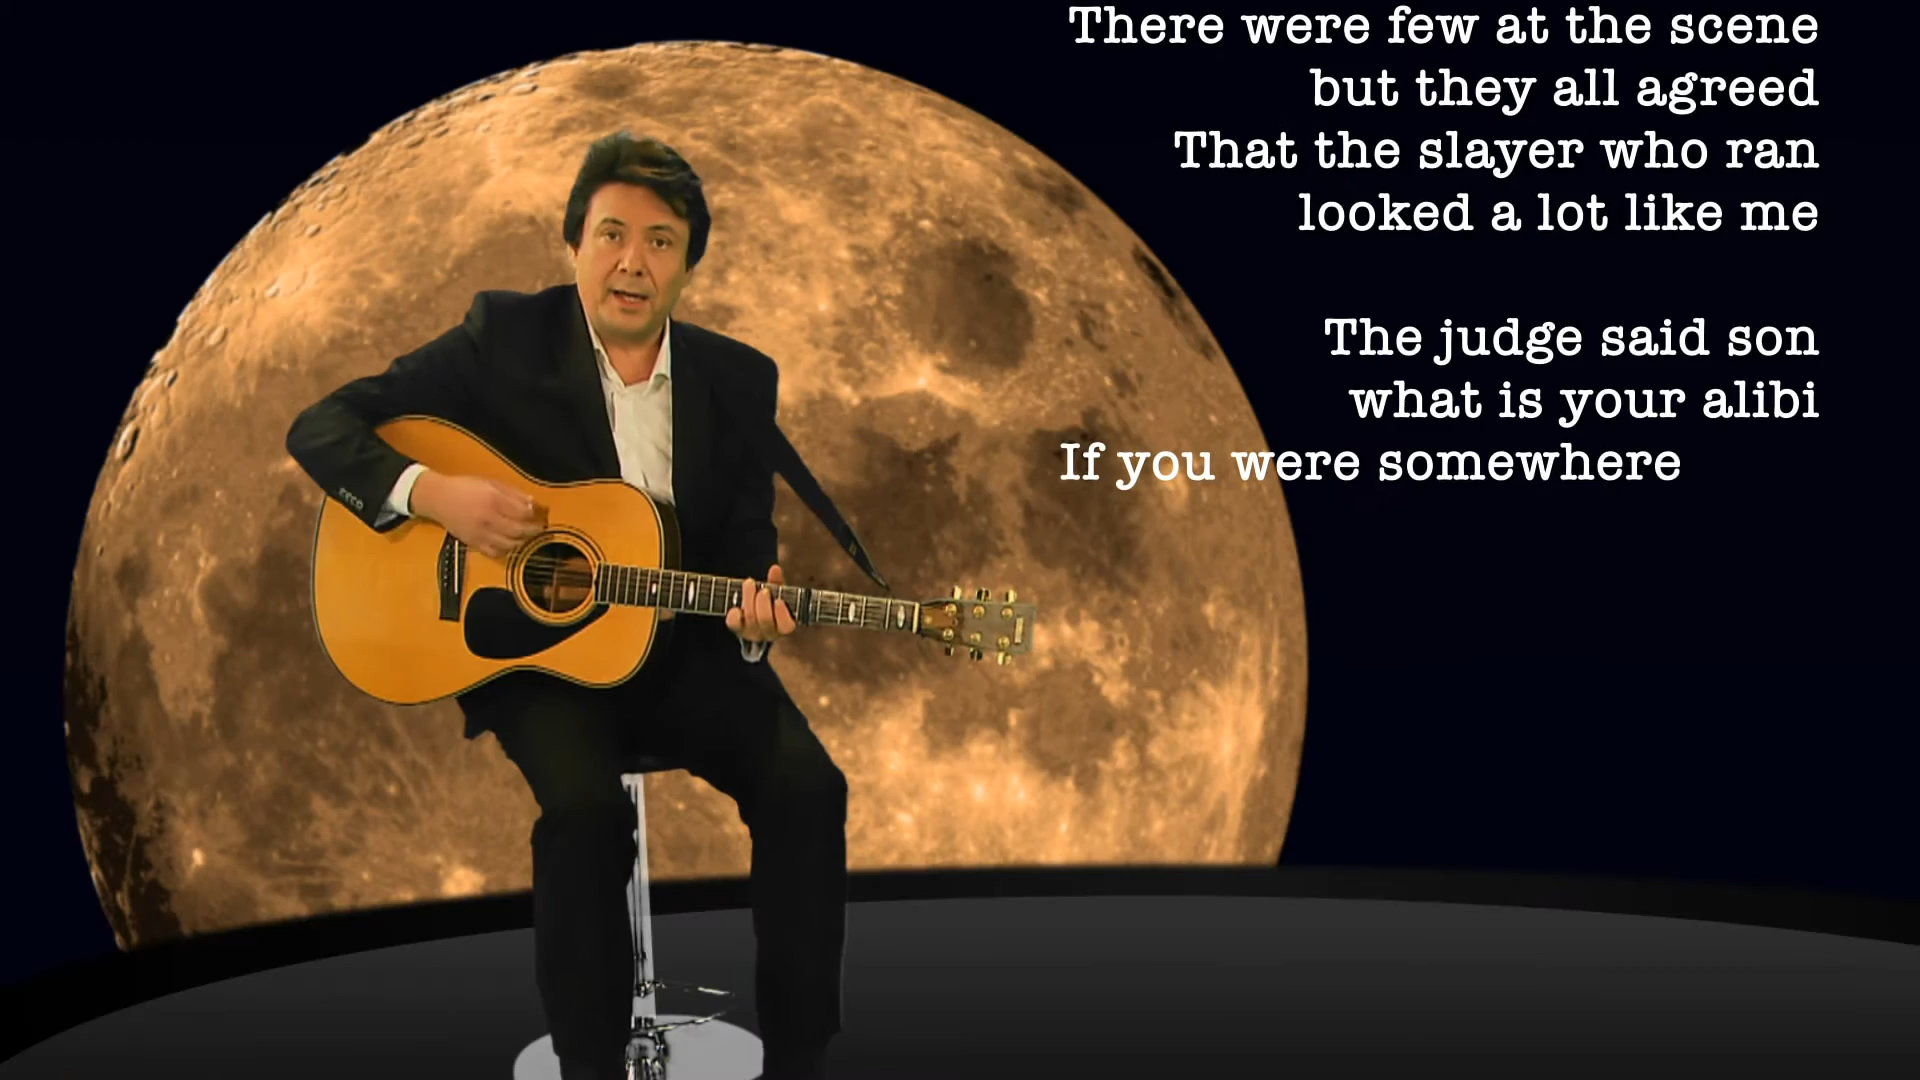 There were few at the scene
but they all agreed
That the slayer who ran
looked a lot like me
The judge said son
what is your alibi
If you were somewhere